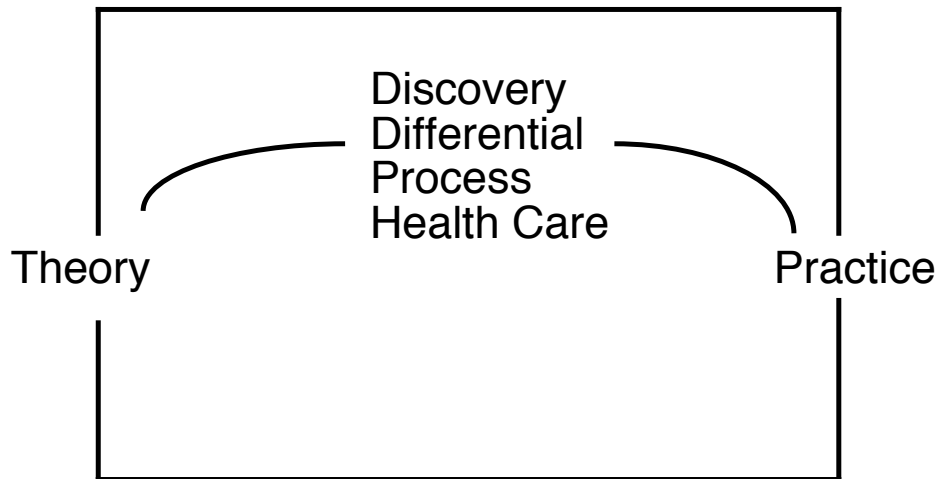 Discovery
Differential
Process
Health Care
Theory
Practice